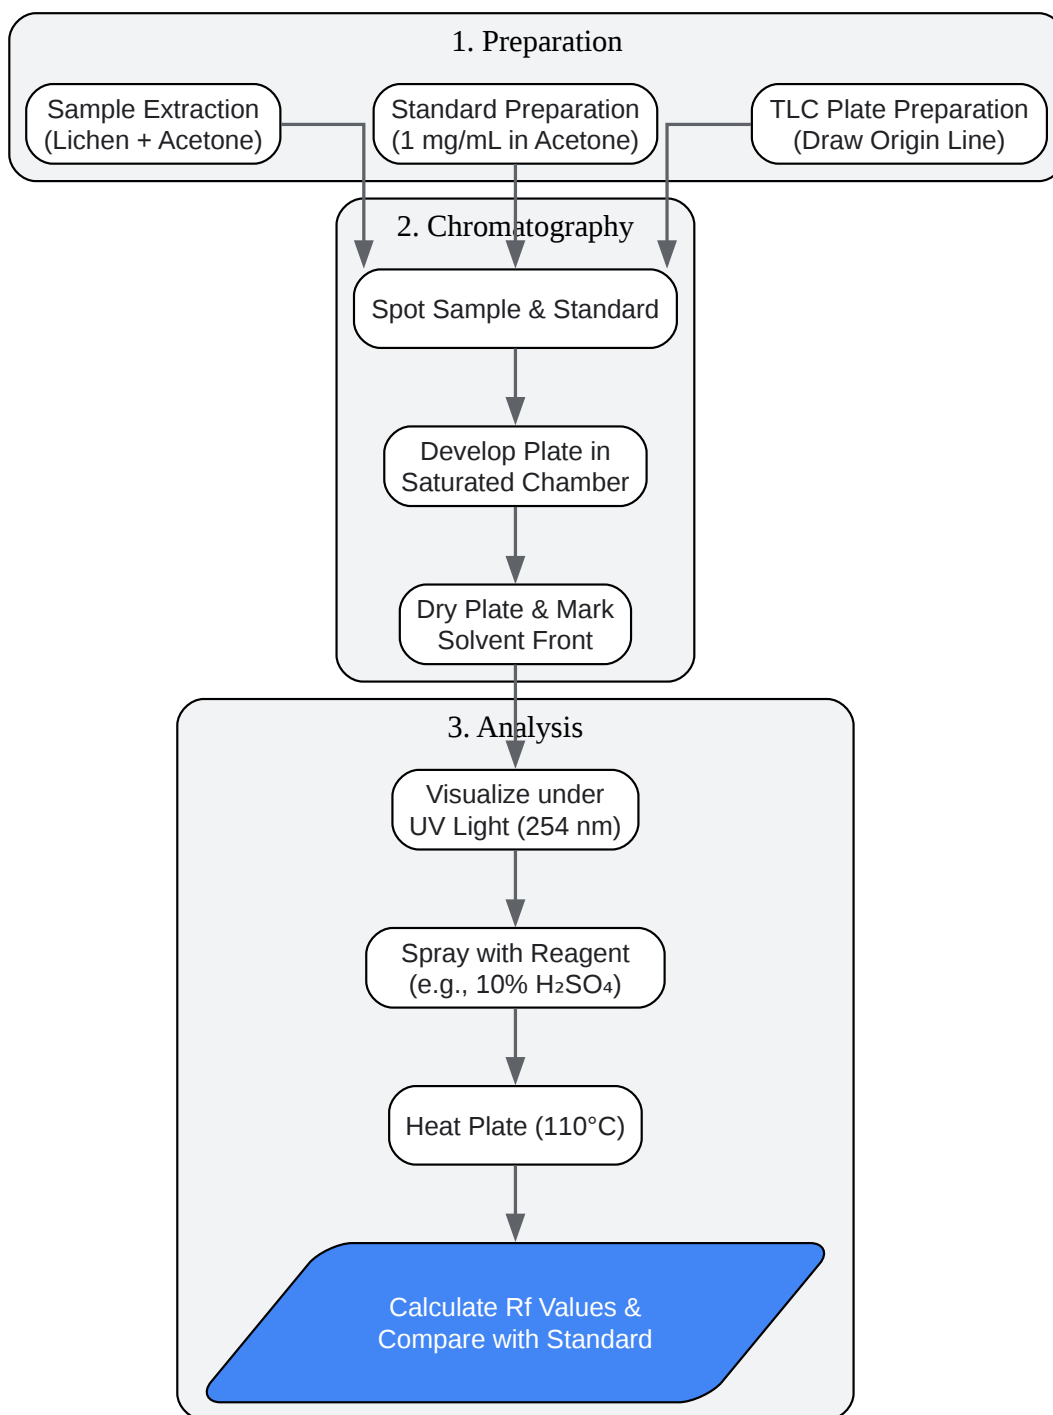 1. Preparation
Sample Extraction
(Lichen + Acetone)
Standard Preparation
(1 mg/mL in Acetone)
TLC Plate Preparation
(Draw Origin Line)
2. Chromatography
Spot Sample & Standard
Develop Plate in
Saturated Chamber
Dry Plate & Mark
Solvent Front
3. Analysis
Visualize under
UV Light (254 nm)
Spray with Reagent
(e.g., 10% H₂SO₄)
Heat Plate (110°C)
Calculate Rf Values &
Compare with Standard